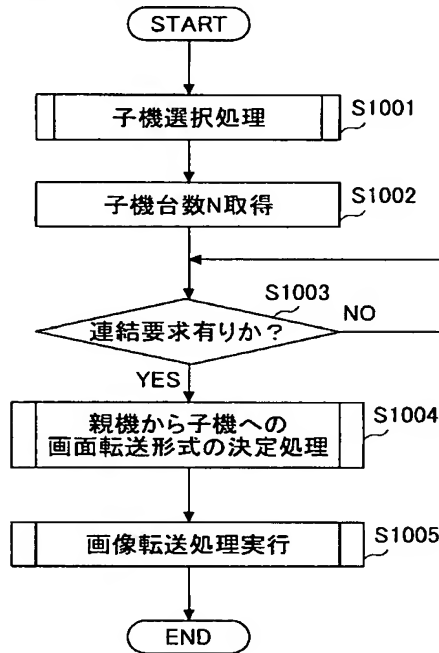 START
子機選択処理
S1001
子機台数N取得
S1002
S1003
連結要求有りか？
NO
YES
親機から子機への
画面転送形式の決定処理
S1004
画像転送処理実行
S1005
END